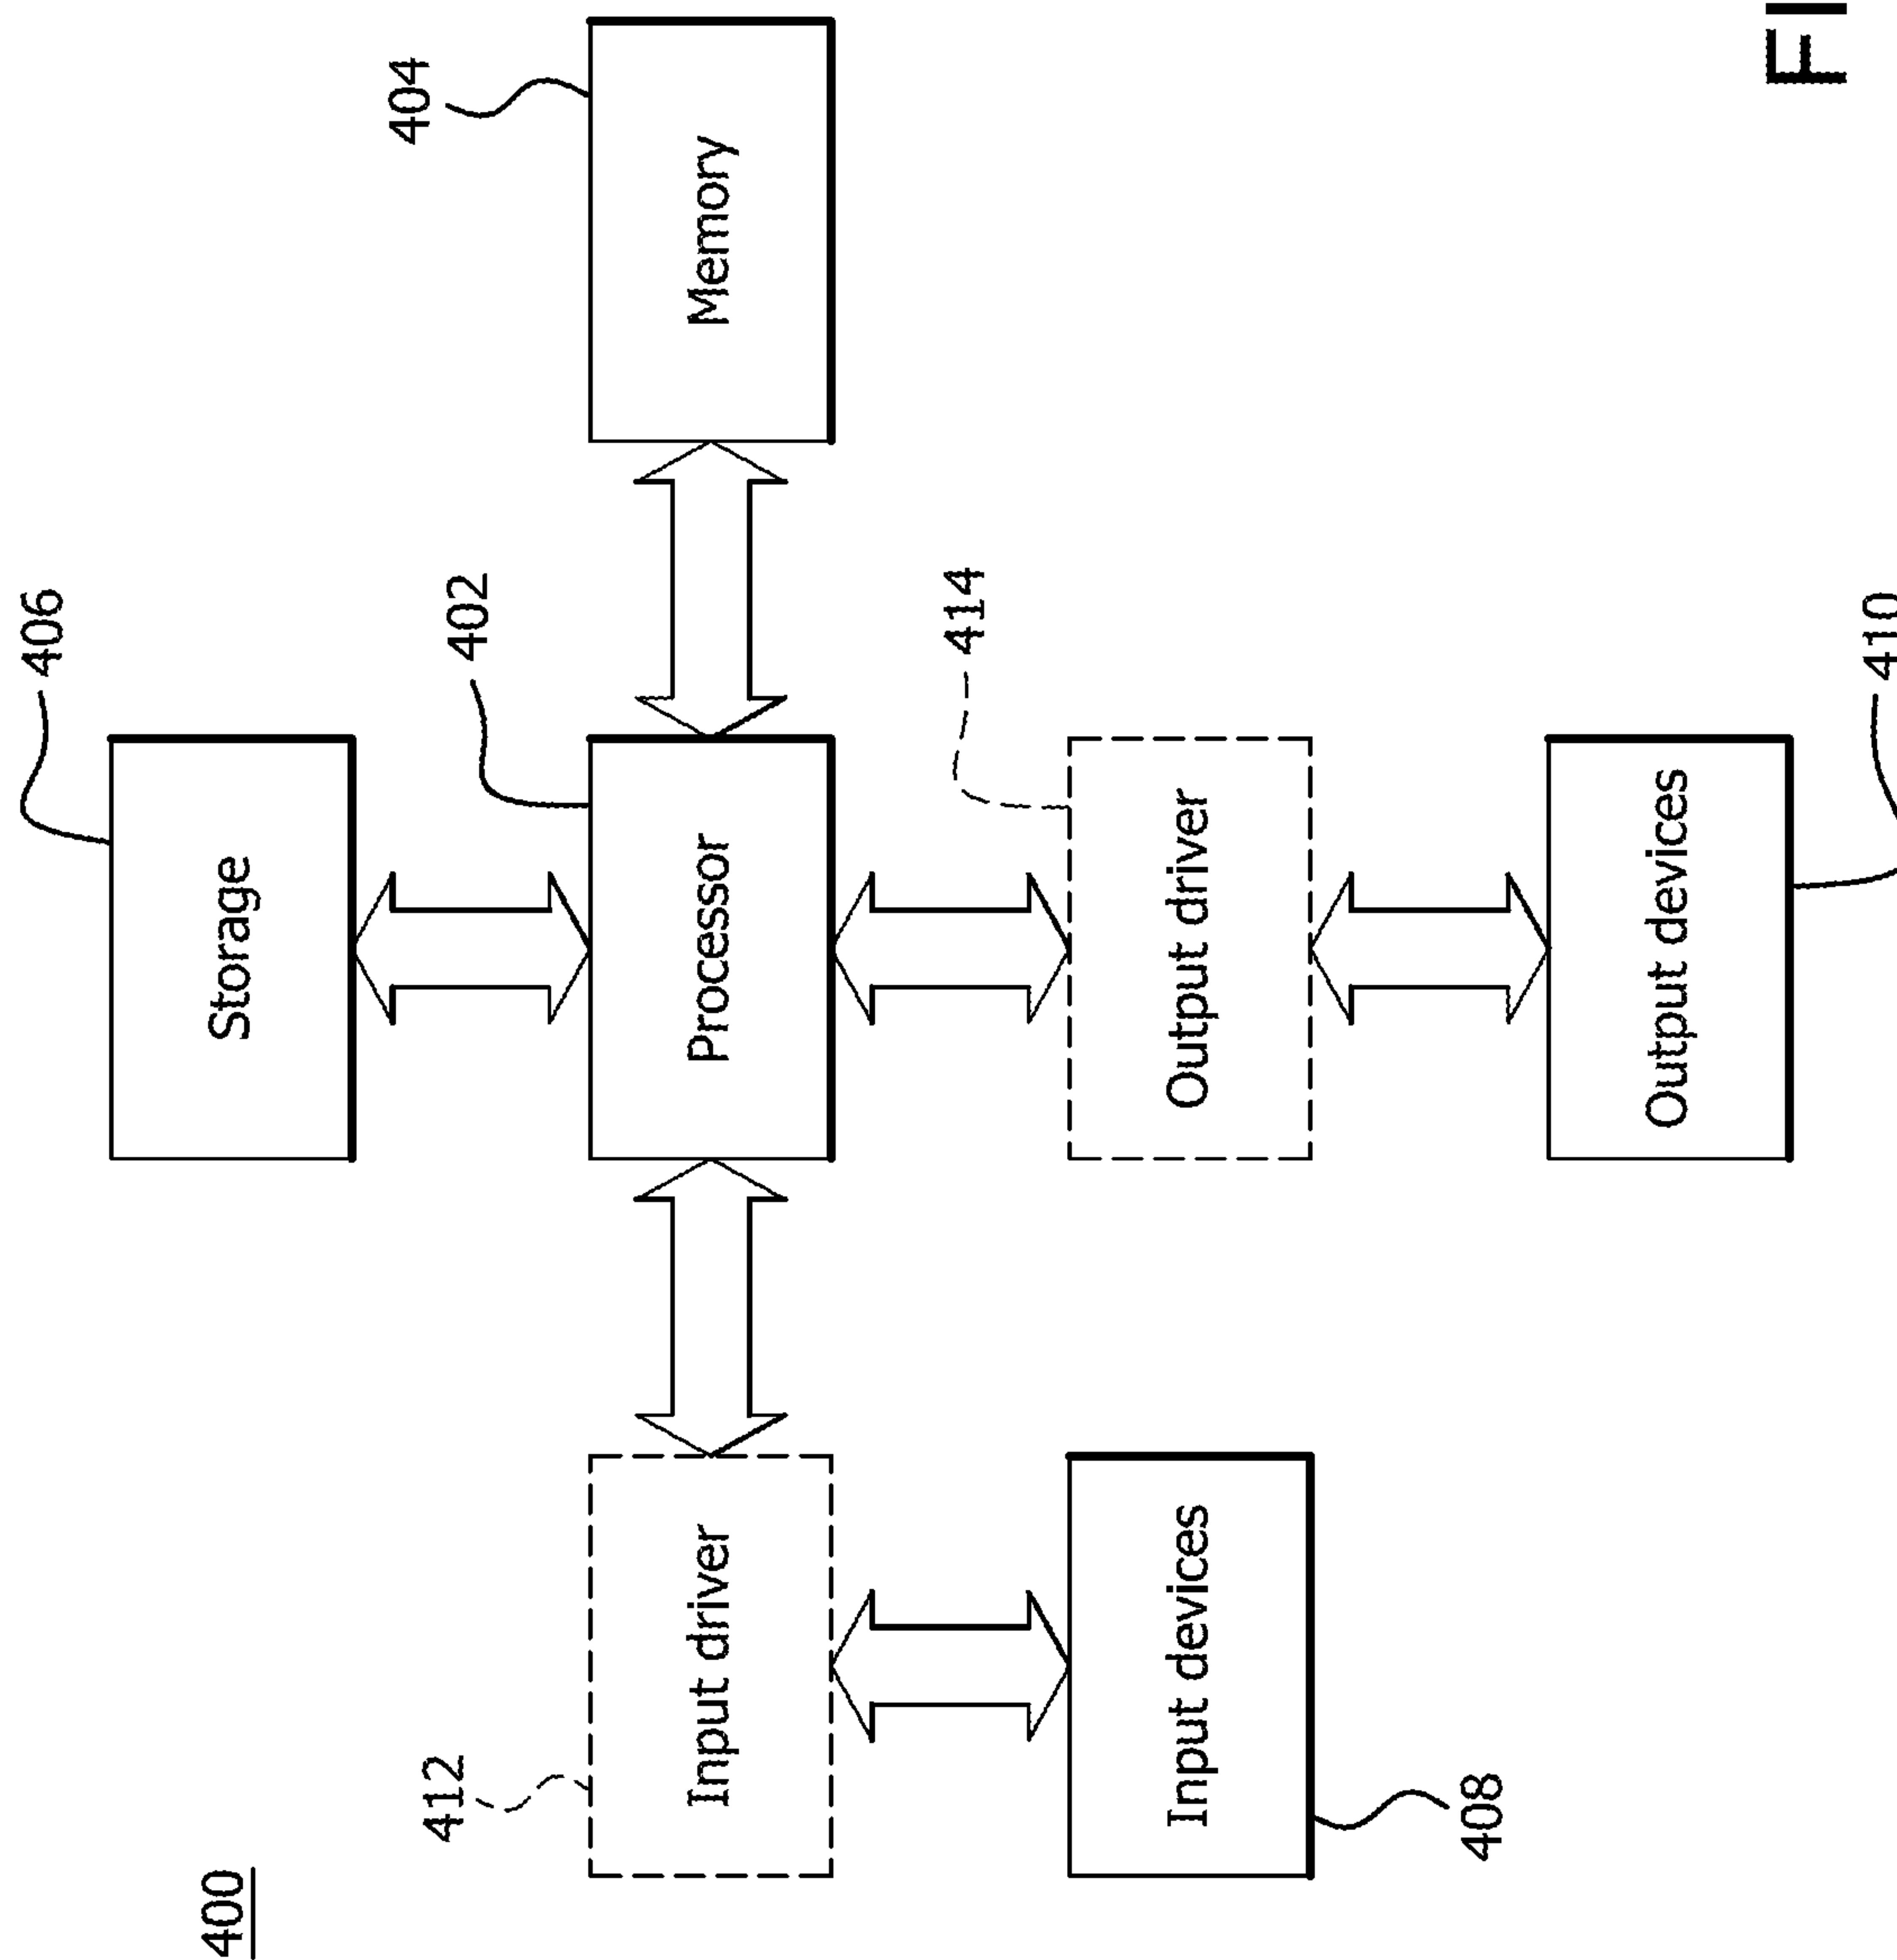 406
400
Storage
404
412
402
Input driver
Processor
Memory
414
Input devices
Output driver
408
Output devices
FI
410